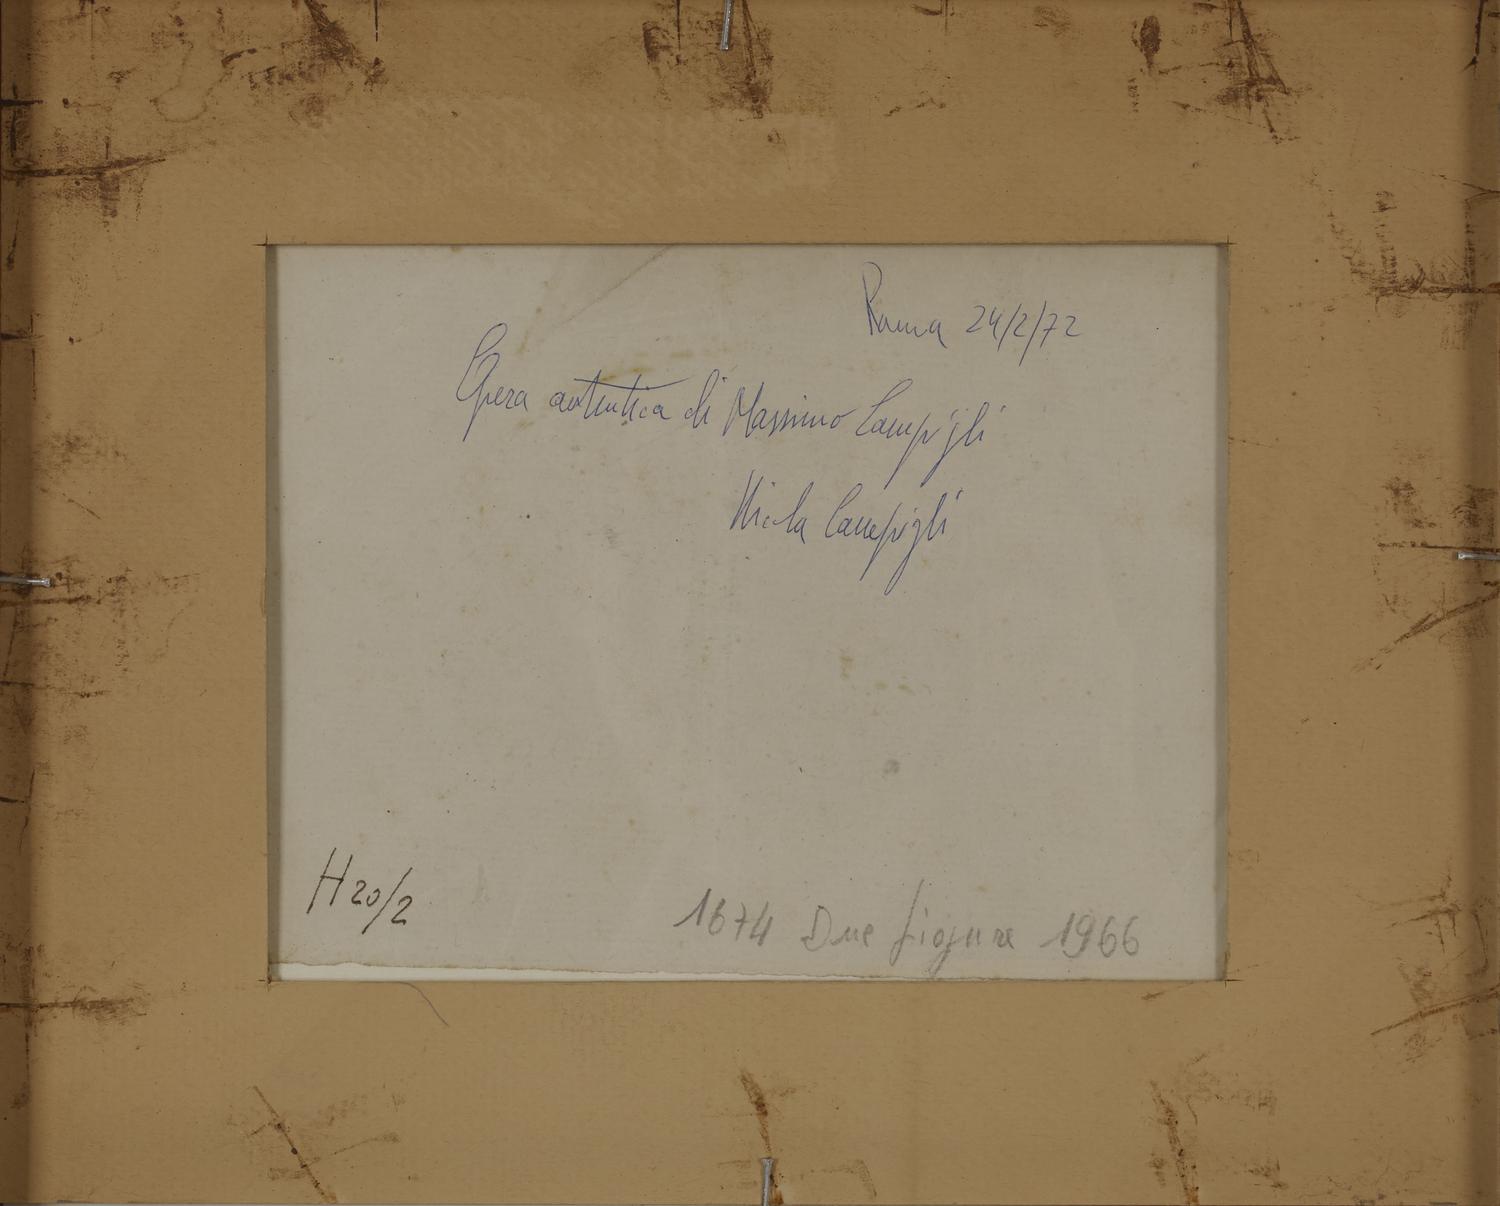 Roma 24/2/72
Opera autentica di Massimo Campigli
Nicola Campigli
H20/2
1674 Due figure 1966